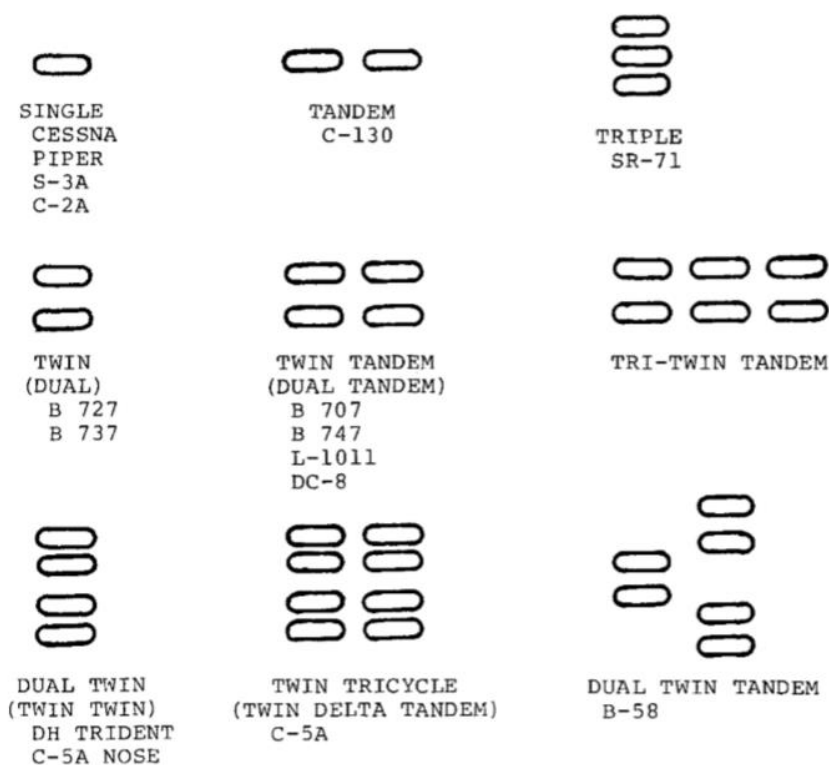 SINGLE
CESSNA
PIPER
S-3A
C-2A
TANDEM
C-130
TRIPLE
SR-71
TWIN
(DUAL)
B 727
B 737
TWIN TANDEM
(DUAL TANDEM)
B 707
B 747
L-1011
DC-8
TRI-TWIN TANDEM
DUAL TWIN
(TWIN TWIN)
DH TRIDENT
C-5A NOSE
TWIN TRICYCLE
(TWIN DELTA TANDEM)
C-5A
DUAL TWIN TANDEM
B-58